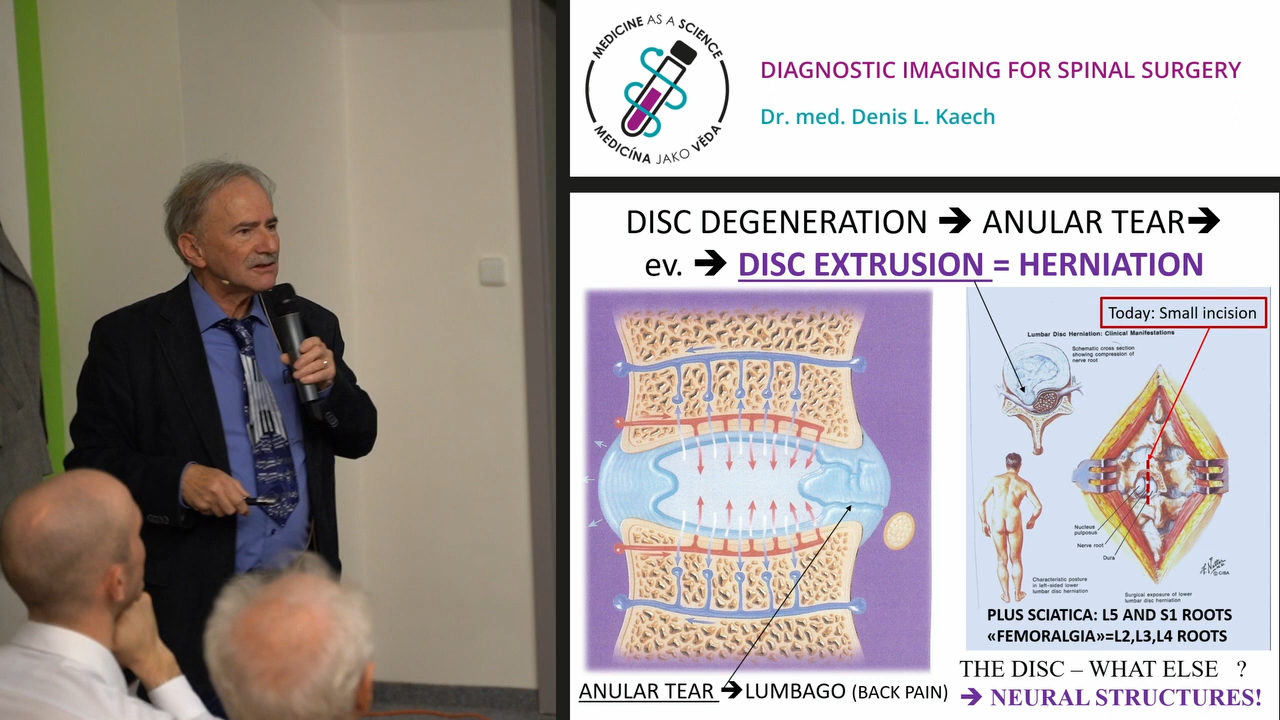 MEDICINE AS A SCIENCE
MEDICÍNA JAKO VĚDA
DIAGNOSTIC IMAGING FOR SPINAL SURGERY
Dr. med. Denis L. Kaech
DISC DEGENERATION ➔ ANULAR TEAR➔
ev. ➔ DISC EXTRUSION = HERNIATION
Today: Small incision
Lumbar Disc Herniation: Clinical Manifestations
Schematic cross section
showing compression of
nerve root
Nucleus
pulposus
Nerve root
Dura
Characteristic posture
in left-sided lower
lumbar disc herniation
Surgical exposure of lower
lumbar disc herniation
© CIBA
PLUS SCIATICA: L5 AND S1 ROOTS
«FEMORALGIA»=L2,L3,L4 ROOTS
ANULAR TEAR ➔LUMBAGO (BACK PAIN)
THE DISC – WHAT ELSE ?
➔ NEURAL STRUCTURES!